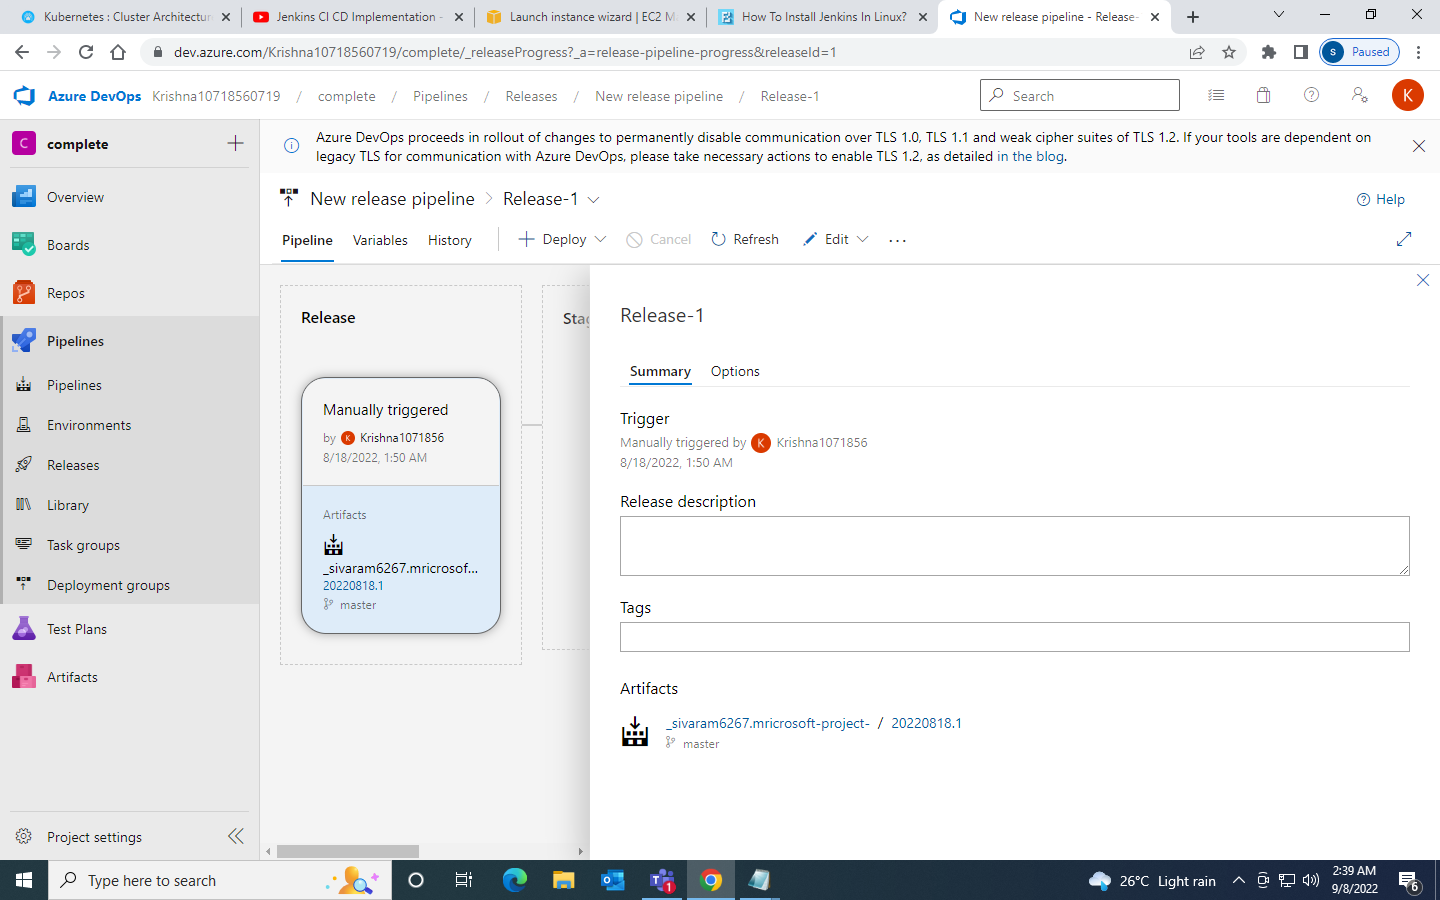 Kubernetes : Cluster Architectur
Jenkins CI CD Implementation -
Launch instance wizard | EC2 M
How To Install Jenkins In Linux?
New release pipeline - Release-
dev.azure.com/Krishna10718560719/complete/_releaseProgress?_a=release-pipeline-progress&releaseId=1
s Paused
Azure DevOps Krishna10718560719 / complete / Pipelines / Releases / New release pipeline / Release-1
Search
K
C complete
Azure DevOps proceeds in rollout of changes to permanently disable communication over TLS 1.0, TLS 1.1 and weak cipher suites of TLS 1.2. If your tools are dependent on
legacy TLS for communication with Azure DevOps, please take necessary actions to enable TLS 1.2, as detailed in the blog.
Overview
Boards
Repos
Pipelines
Pipelines
Environments
Releases
Library
Task groups
Deployment groups
Test Plans
Artifacts
Project settings
New release pipeline > Release-1
Help
Pipeline Variables History
Deploy Cancel Refresh Edit ...
Release
Sta
Manually triggered
by K Krishna1071856
8/18/2022, 1:50 AM
Artifacts
_sivaram6267.mricrosof...
20220818.1
master
Release-1
Summary Options
Trigger
Manually triggered by K Krishna1071856
8/18/2022, 1:50 AM
Release description
Tags
Artifacts
_sivaram6267.mricrosoft-project- / 20220818.1
master
Type here to search
1
26°C Light rain
2:39 AM
9/8/2022
6